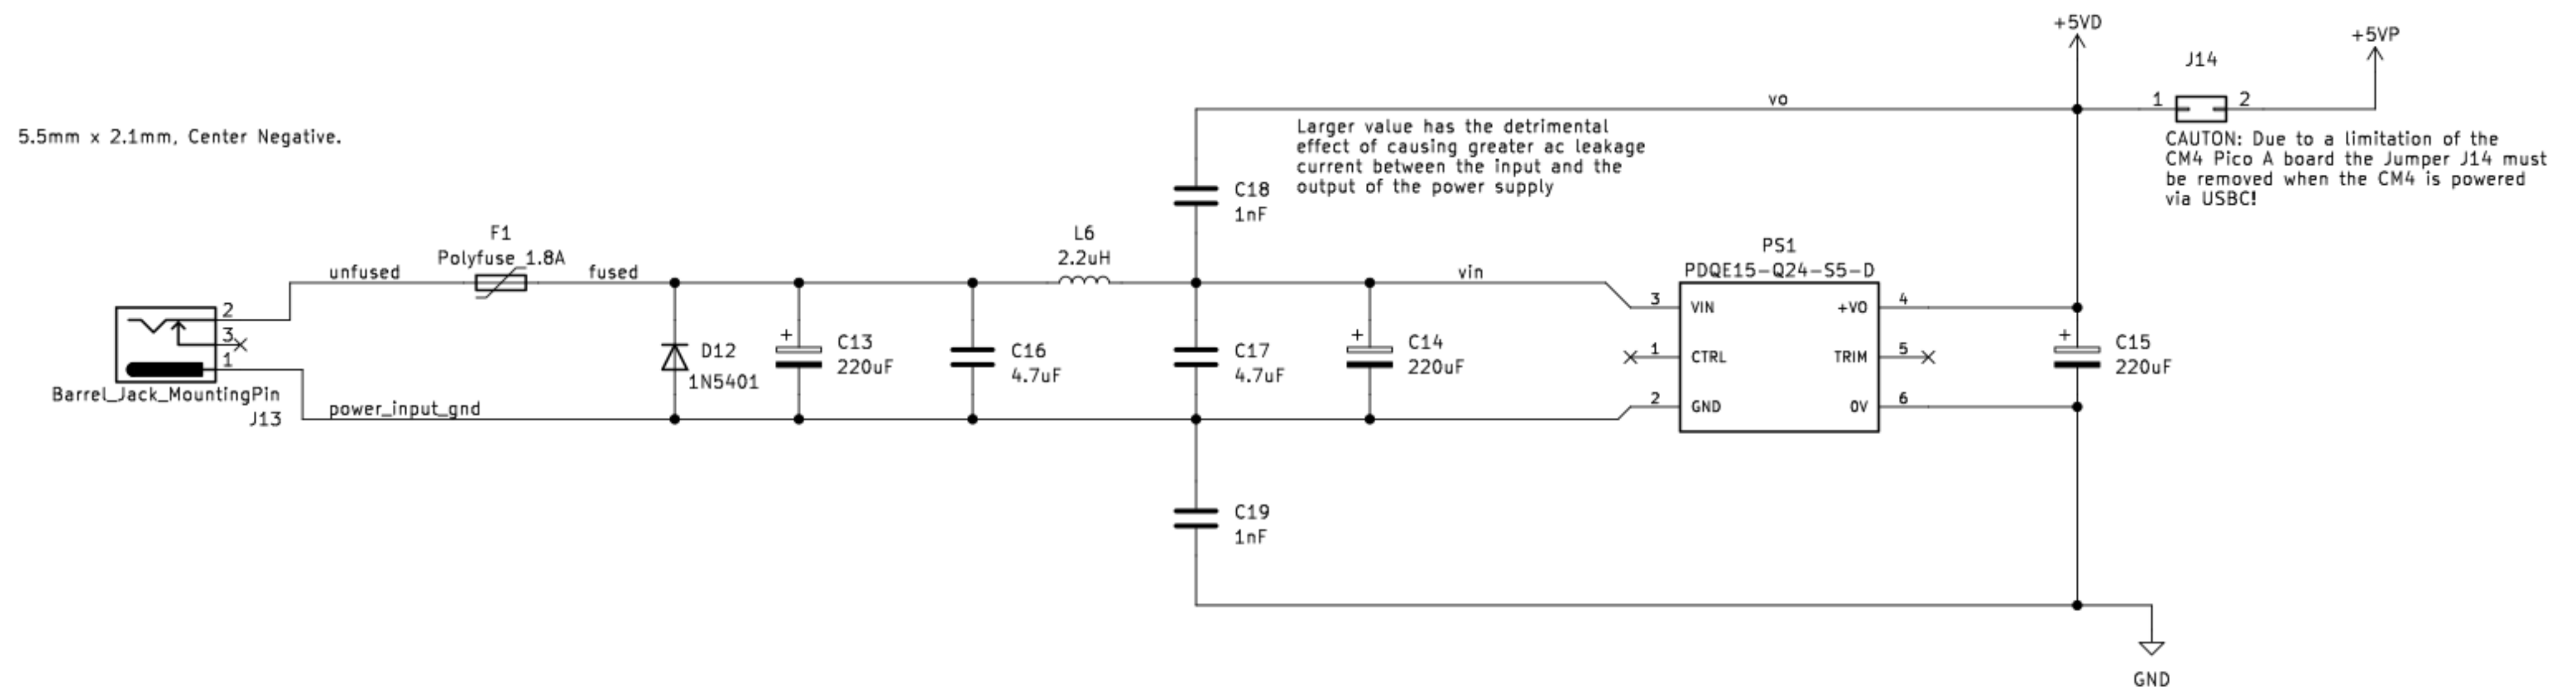 +5VD
+5VP
J14
vo
1
2
5.5mm x 2.1mm, Center Negative.
Larger value has the detrimental
effect of causing greater ac leakage
current between the input and the
output of the power supply
CAUTON: Due to a limitation of the
CM4 Pico A board the Jumper J14 must
be removed when the CM4 is powered
via USBC!
C18
1nF
F1
Polyfuse 1.8A
L6
2.2uH
PS1
PDQE15-Q24-S5-D
unfused
fused
vin
2
3
1
Barrel_Jack_MountingPin
J13
power_input_gnd
D12
1N5401
+
C13
220uF
C16
4.7uF
C17
4.7uF
+
C14
220uF
3
VIN
+VO
4
1
CTRL
TRIM
5
2
GND
0V
6
+
C15
220uF
C19
1nF
GND